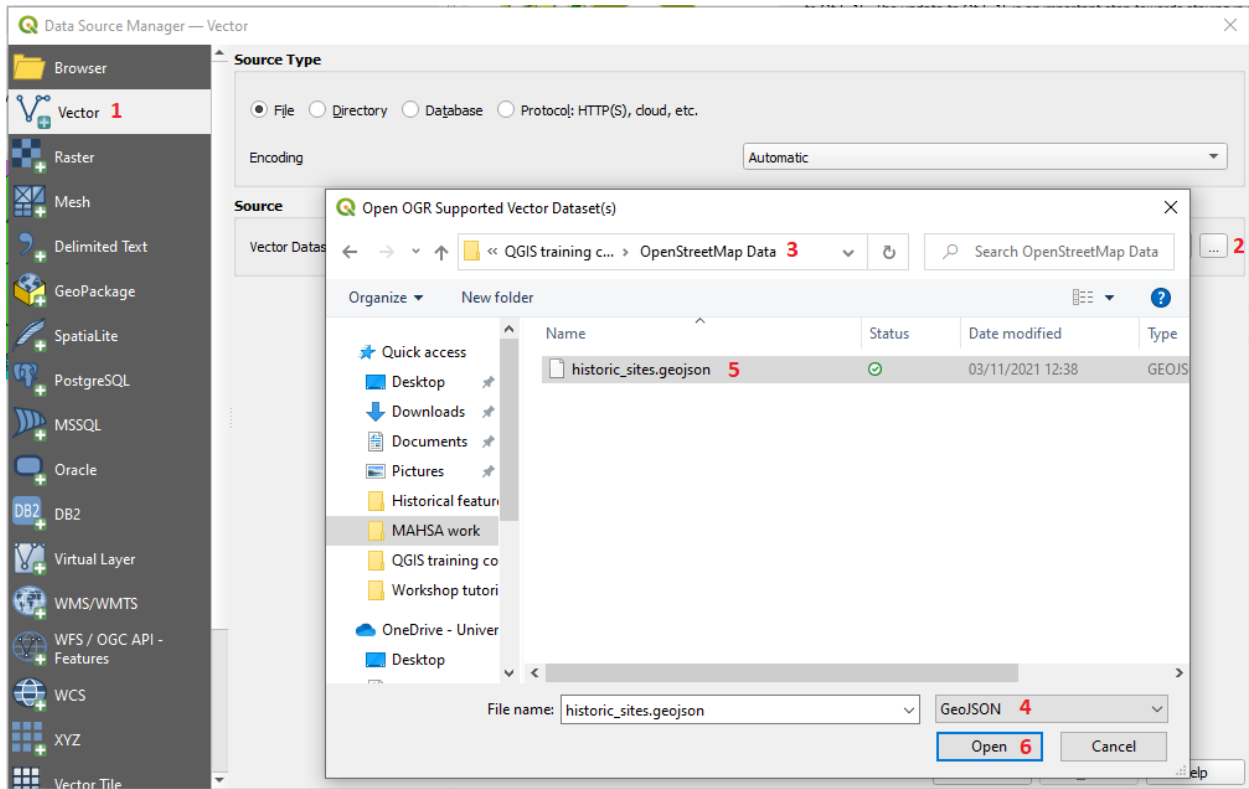 Data Source Manager — Vector
Browser
Vector 1
Raster
Mesh
Delimited Text
GeoPackage
SpatiaLite
PostgreSQL
MSSQL
Oracle
DB2
DB2
Virtual Layer
WMS/WMTS
WFS / OGC API -
Features
WCS
XYZ
Vector Tile
Source Type
File Directory Database Protocol: HTTP(S), cloud, etc.
Encoding Automatic
Source
Vector Datas
... 2
Open OGR Supported Vector Dataset(s)
« QGIS training c... › OpenStreetMap Data 3
Search OpenStreetMap Data
Organize New folder
Name Status Date modified Type
historic_sites.geojson 5 03/11/2021 12:38 GEOJS
Quick access
Desktop
Downloads
Documents
Pictures
Historical feature
MAHSA work
QGIS training co
Workshop tutori
OneDrive - Univer
Desktop
File name: historic_sites.geojson GeoJSON 4
Open 6 Cancel
elp